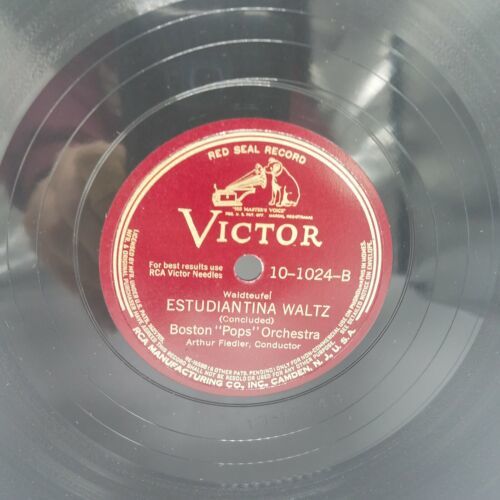 RED SEAL RECORD
"HIS MASTER'S VOICE"
VICTOR
For best results use
RCA Victor Needles
10-1024-B
Waldteufel
ESTUDIANTINA WALTZ
(Concluded)
Boston "Pops" Orchestra
Arthur Fiedler, Conductor
RCA MANUFACTURING CO., INC. CAMDEN, N. J., U. S. A.